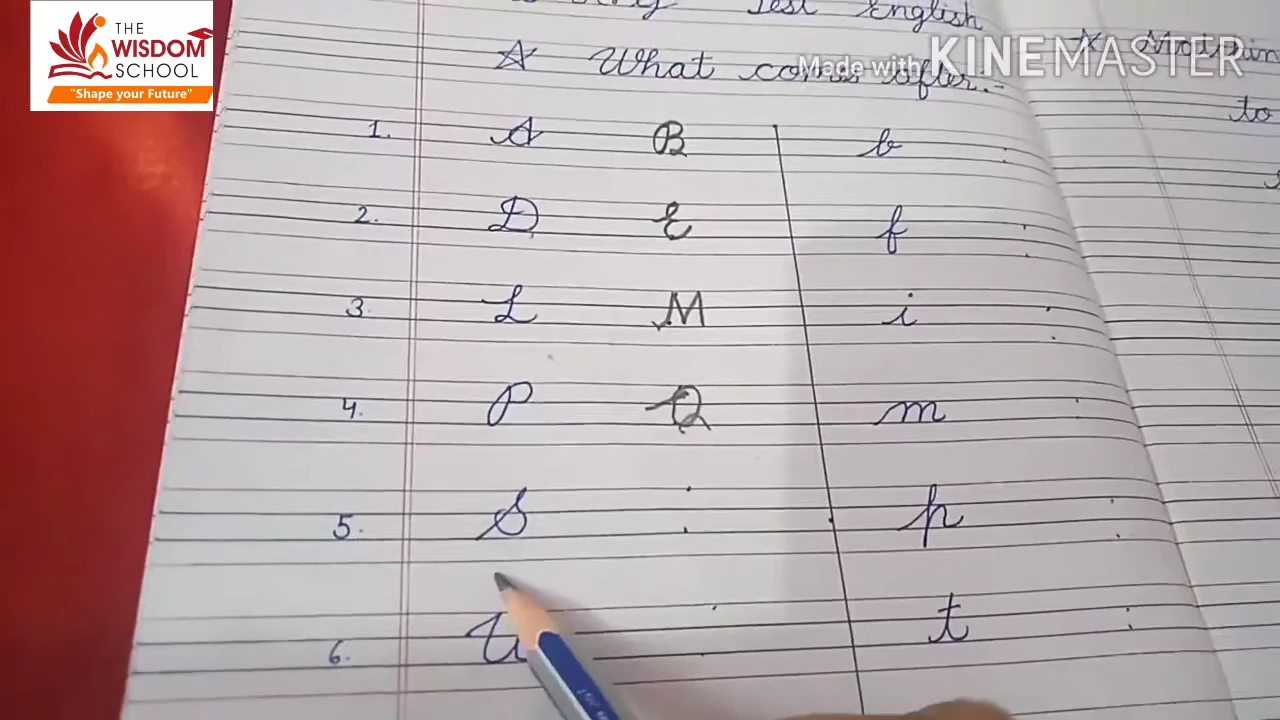 THE
WISDOM
SCHOOL
"Shape your Future"
Test English
☆ What comes after:-
Made with KINEMASTER
1. A B b
2. D E f
3. L M i
4. P Q m
5. S p
6. U t
to